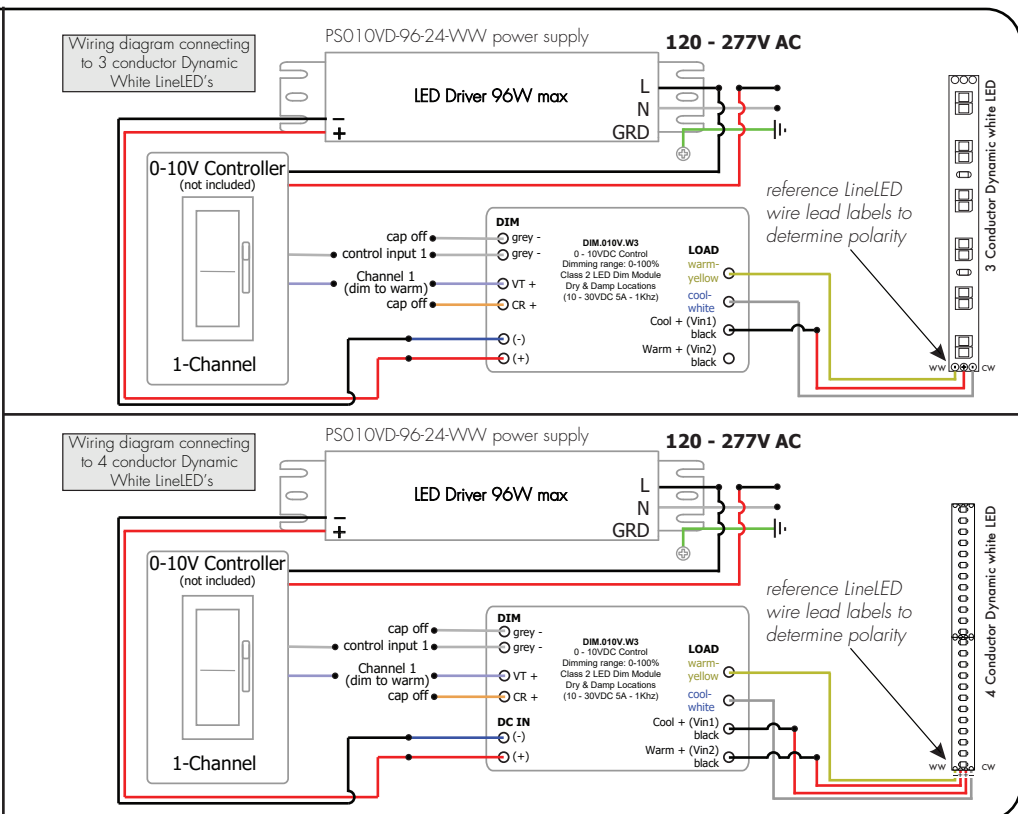 Wiring diagram connecting
to 3 conductor Dynamic
White LineLED's
PS010VD-96-24-WW power supply
120 - 277V AC
LED Driver 96W max
L
N
GRD
–
+
0-10V Controller
(not included)
1-Channel
cap off
control input 1
Channel 1
(dim to warm)
cap off
DIM
grey -
grey -
VT +
CR +
(-)
(+)
DIM.010V.W3
0 - 10VDC Control
Dimming range: 0-100%
Class 2 LED Dim Module
Dry & Damp Locations
(10 - 30VDC 5A - 1Khz)
LOAD
warm-
yellow
cool-
white
Cool + (Vin1)
black
Warm + (Vin2)
black
reference LineLED
wire lead labels to
determine polarity
WW
CW
3 Conductor Dynamic white LED
Wiring diagram connecting
to 4 conductor Dynamic
White LineLED's
PS010VD-96-24-WW power supply
120 - 277V AC
LED Driver 96W max
L
N
GRD
–
+
0-10V Controller
(not included)
1-Channel
cap off
control input 1
Channel 1
(dim to warm)
cap off
DIM
grey -
grey -
VT +
CR +
DC IN
(-)
(+)
DIM.010V.W3
0 - 10VDC Control
Dimming range: 0-100%
Class 2 LED Dim Module
Dry & Damp Locations
(10 - 30VDC 5A - 1Khz)
LOAD
warm-
yellow
cool-
white
Cool + (Vin1)
black
Warm + (Vin2)
black
reference LineLED
wire lead labels to
determine polarity
WW
CW
4 Conductor Dynamic white LED